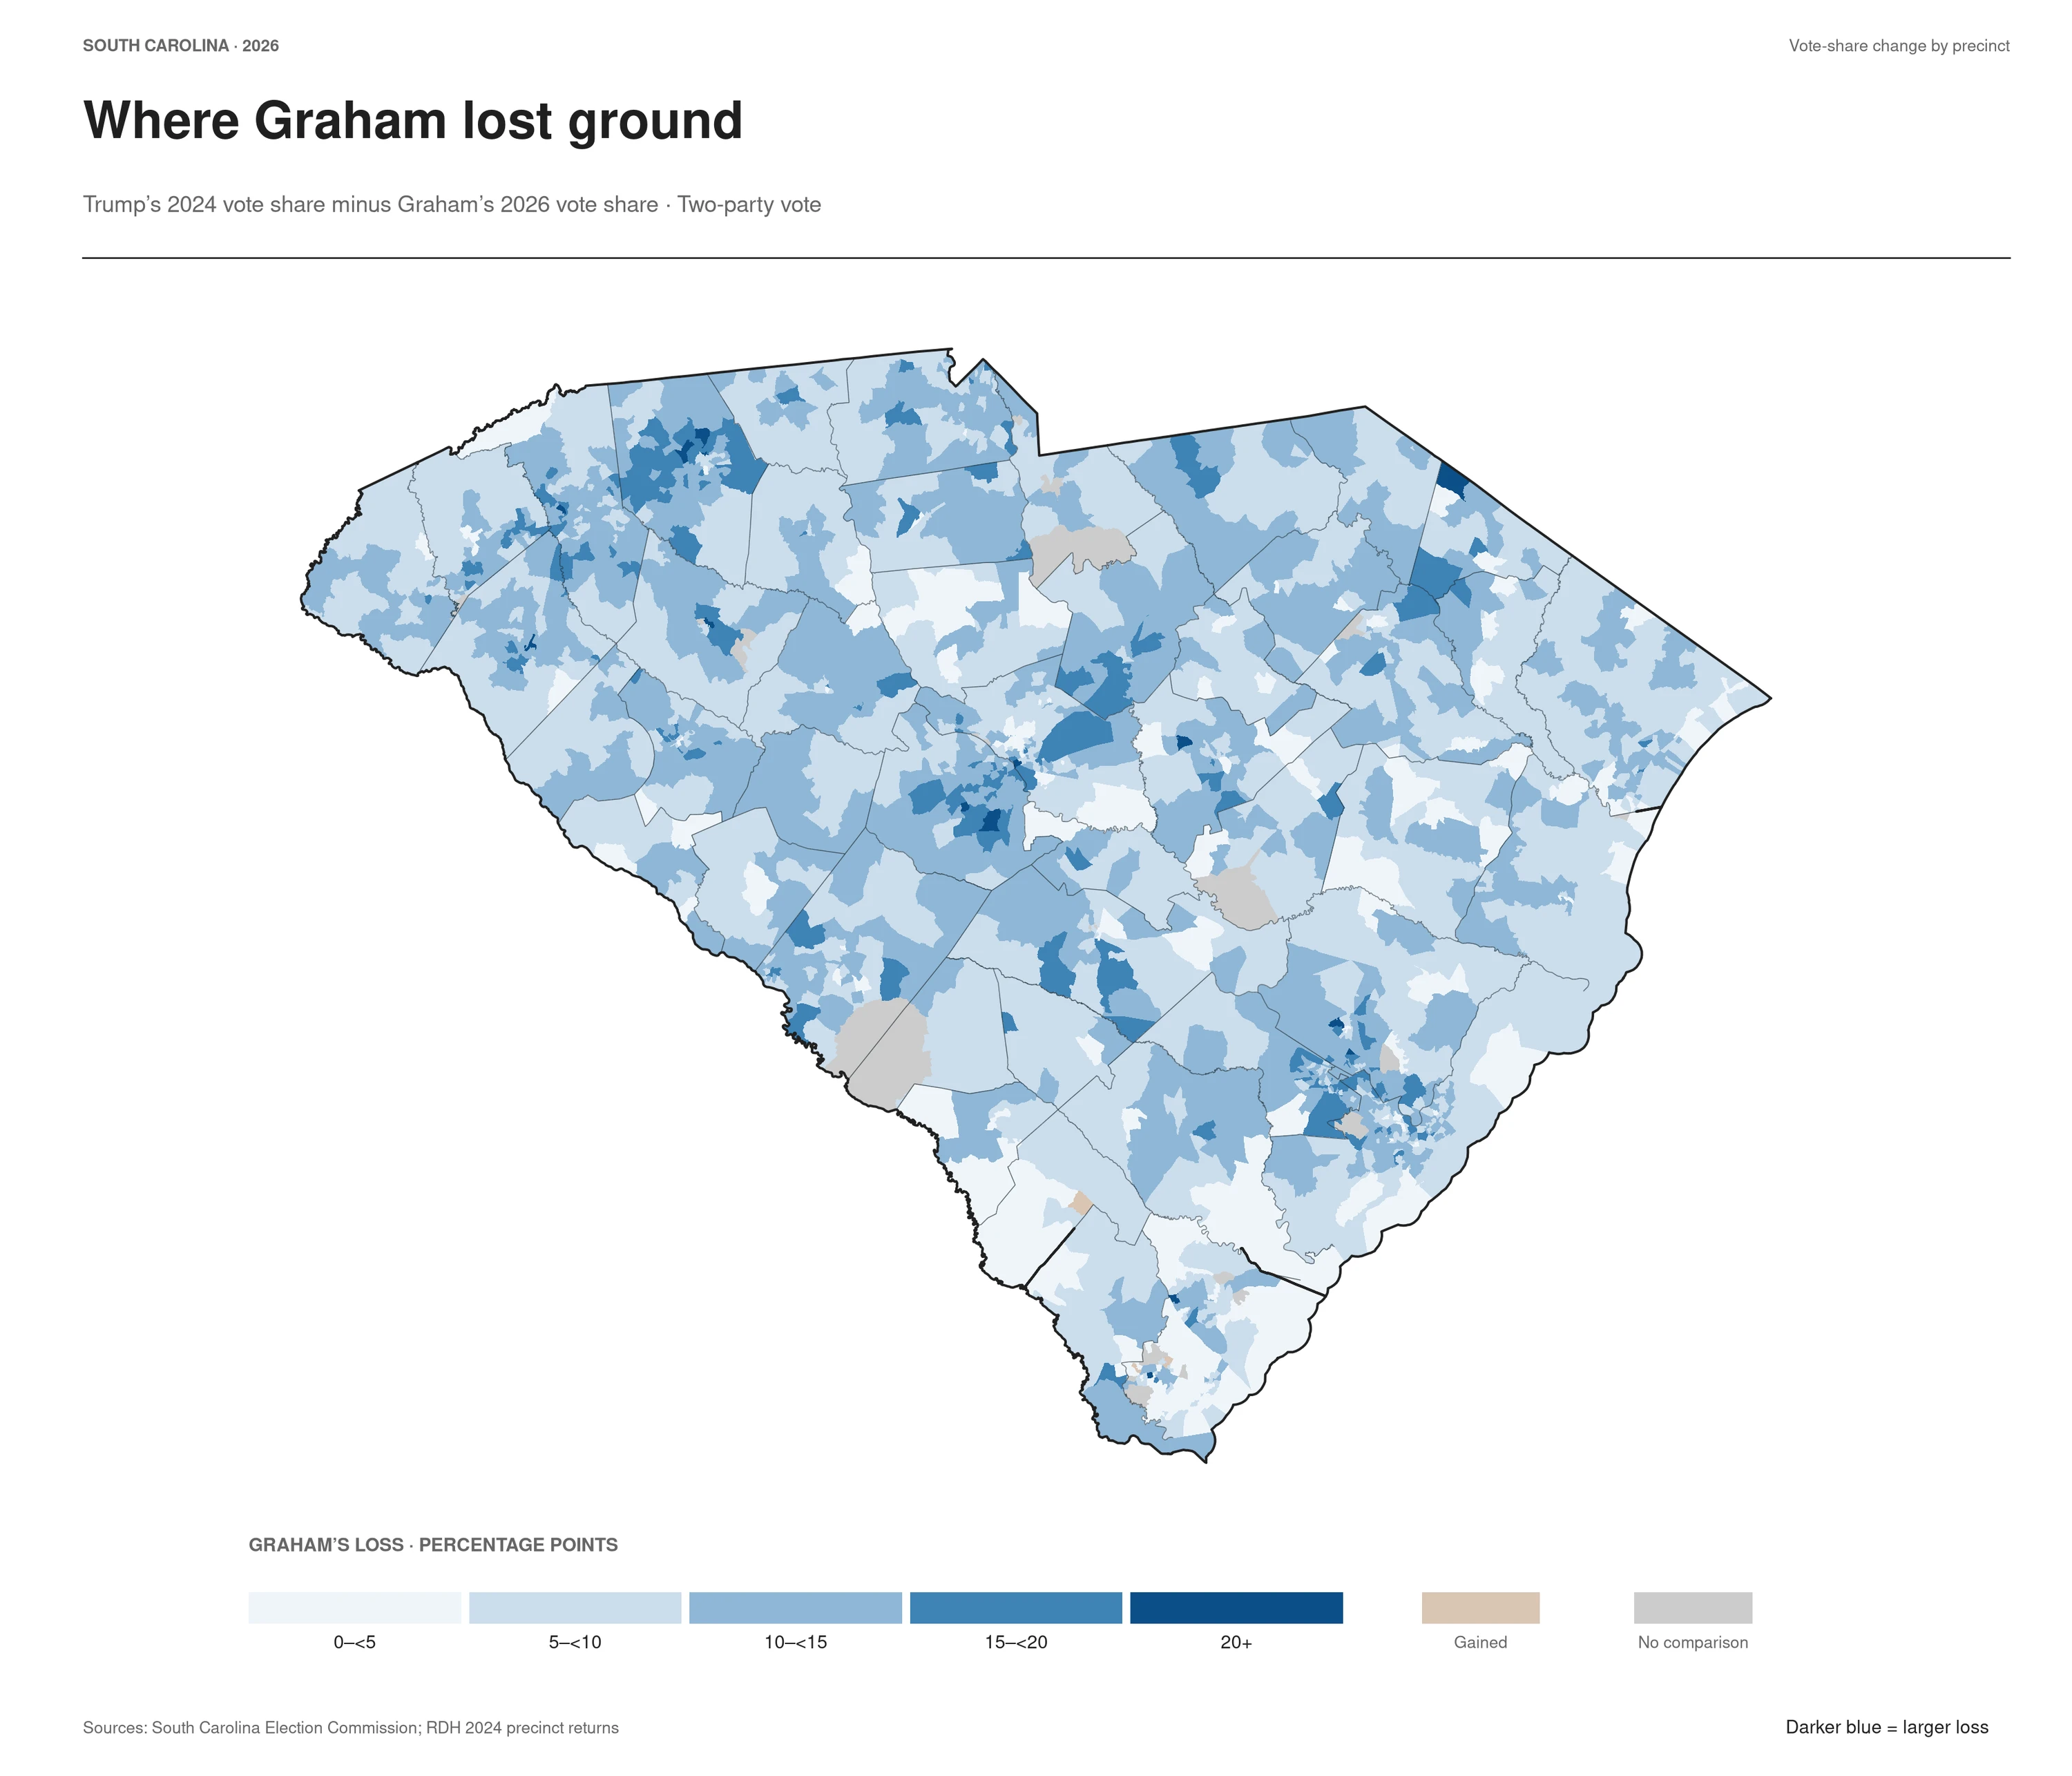 SOUTH CAROLINA · 2026
Vote-share change by precinct
Where Graham lost ground
Trump’s 2024 vote share minus Graham’s 2026 vote share · Two-party vote
GRAHAM’S LOSS · PERCENTAGE POINTS
0–<5
5–<10
10–<15
15–<20
20+
Gained
No comparison
Sources: South Carolina Election Commission; RDH 2024 precinct returns
Darker blue = larger loss